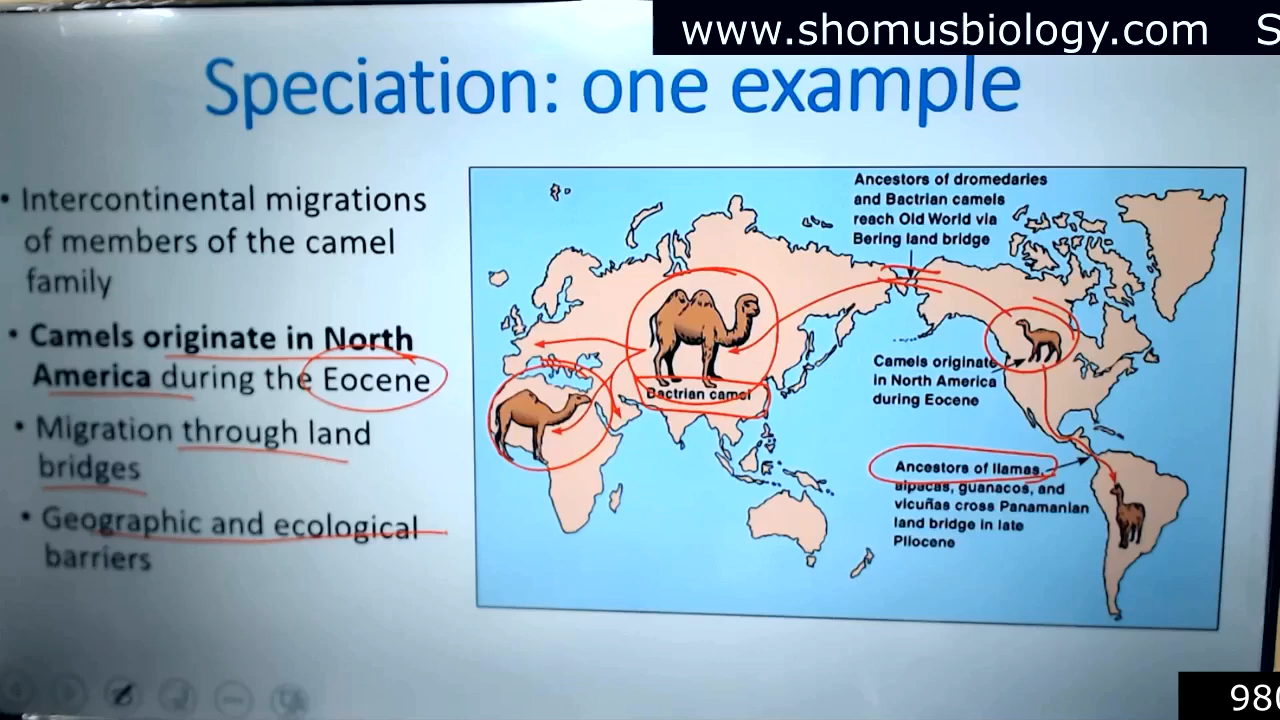 www.shomusbiology.com S
Speciation: one example
• Intercontinental migrations
of members of the camel
family
• Camels originate in North
America during the Eocene
• Migration through land
bridges
• Geographic and ecological
barriers
Ancestors of dromedaries
and Bactrian camels
reach Old World via
Bering land bridge
Bactrian camel
Camels originate
in North America
during Eocene
Ancestors of llamas,
alpacas, guanacos, and
vicuñas cross Panamanian
land bridge in late
Pliocene
980